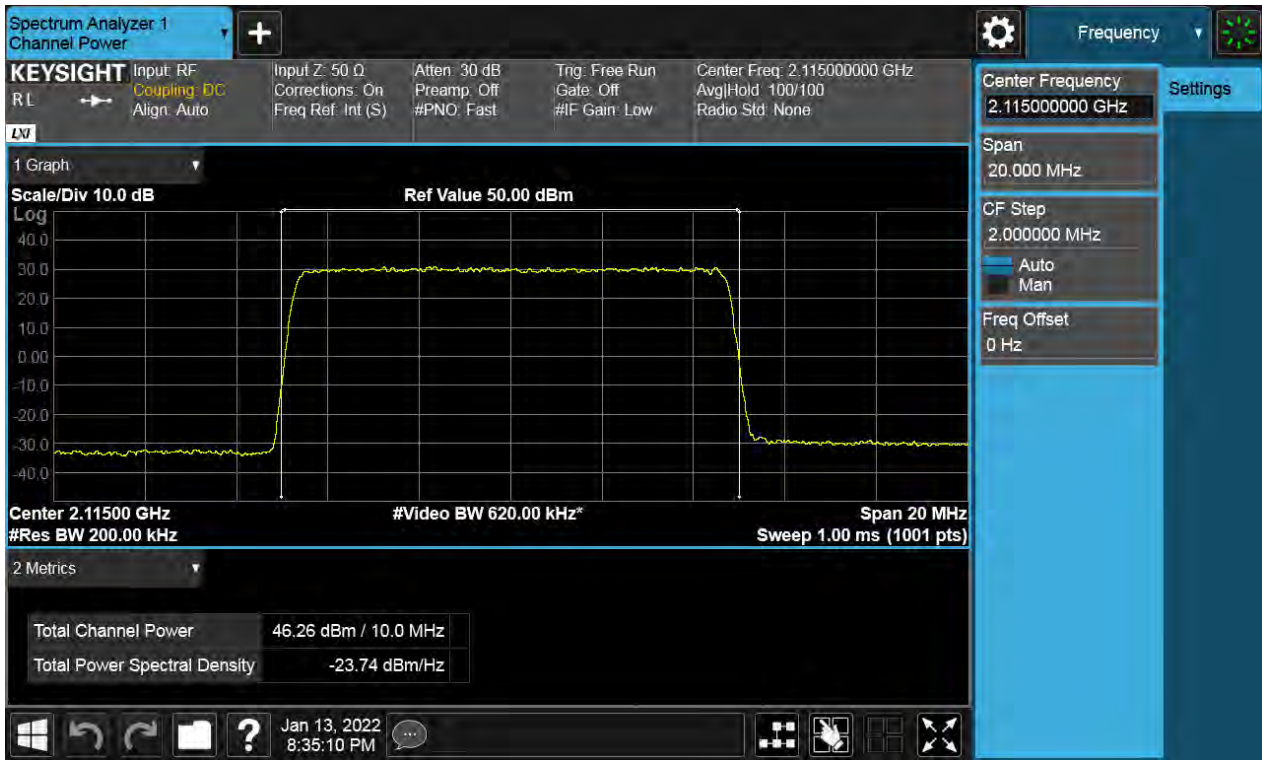 Spectrum Analyzer 1
Channel Power
+
Frequency
KEYSIGHT
RL
LXI
Input: RF
Coupling: DC
Align: Auto
Input Z: 50 Ω
Corrections: On
Freq Ref: Int (S)
Atten: 30 dB
Preamp: Off
#PNO: Fast
Trig: Free Run
Gate: Off
#IF Gain: Low
Center Freq: 2.115000000 GHz
Avg|Hold: 100/100
Radio Std: None
Center Frequency
2.115000000 GHz
Settings
Span
20.000 MHz
CF Step
2.000000 MHz
Auto
Man
Freq Offset
0 Hz
1 Graph
Scale/Div 10.0 dB
Ref Value 50.00 dBm
Log
40.0
30.0
20.0
10.0
0.00
-10.0
-20.0
-30.0
-40.0
Center 2.11500 GHz
#Video BW 620.00 kHz*
Span 20 MHz
#Res BW 200.00 kHz
Sweep 1.00 ms (1001 pts)
2 Metrics
Total Channel Power 46.26 dBm / 10.0 MHz
Total Power Spectral Density -23.74 dBm/Hz
?
Jan 13, 2022
8:35:10 PM